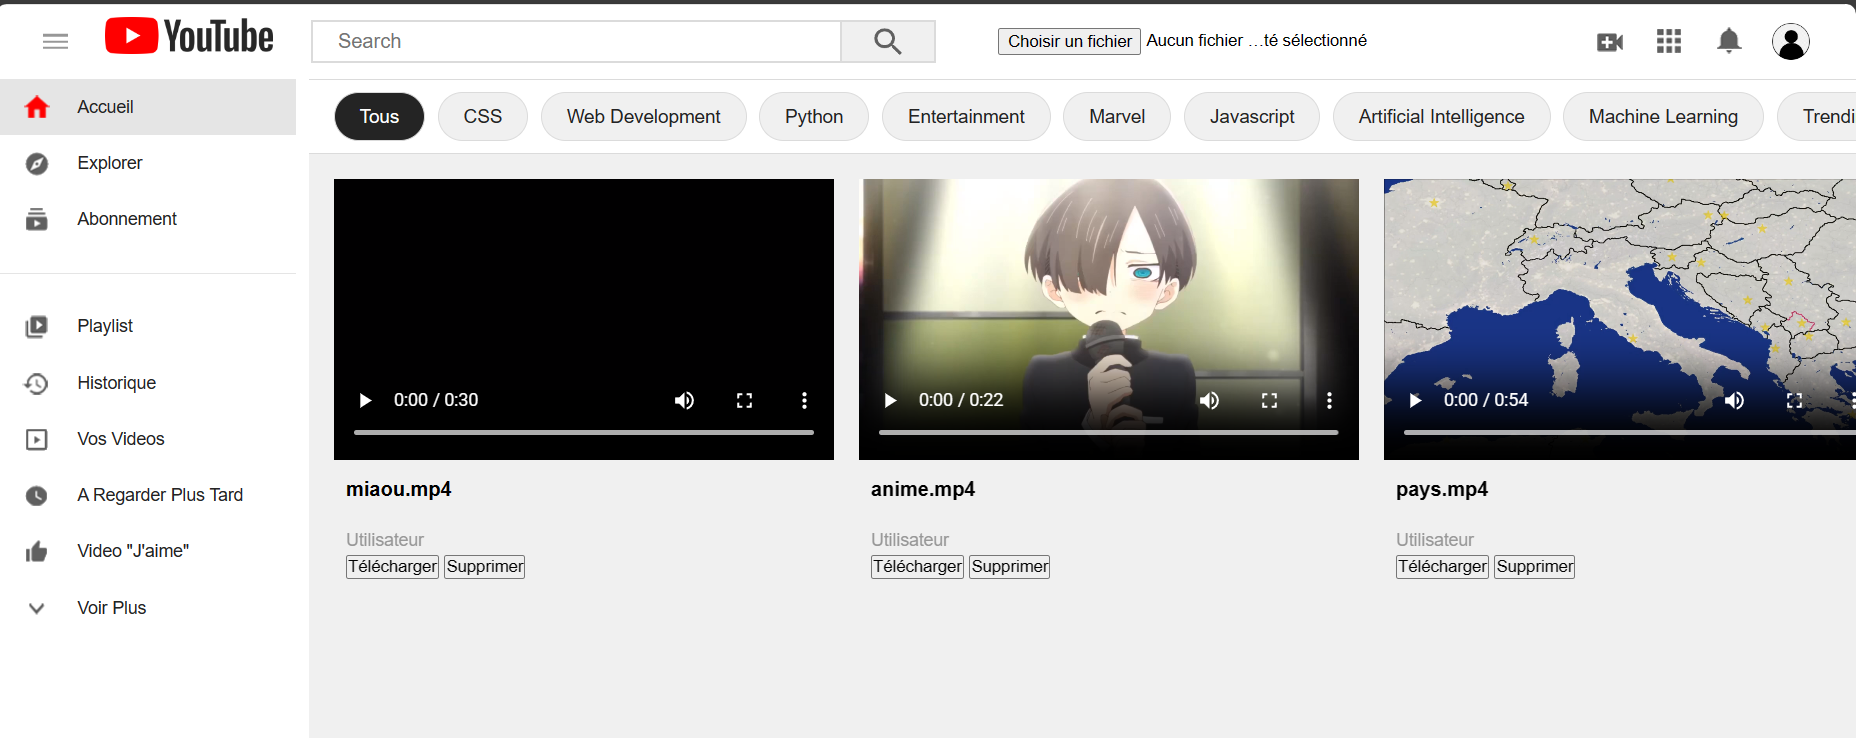 YouTube
Search
Choisir un fichier Aucun fichier …té sélectionné
Accueil
Explorer
Abonnement
Playlist
Historique
Vos Videos
A Regarder Plus Tard
Video "J'aime"
Voir Plus
Tous CSS Web Development Python Entertainment Marvel Javascript Artificial Intelligence Machine Learning Trendi
0:00 / 0:30
miaou.mp4
Utilisateur
Télécharger Supprimer
0:00 / 0:22
anime.mp4
Utilisateur
Télécharger Supprimer
0:00 / 0:54
pays.mp4
Utilisateur
Télécharger Supprimer